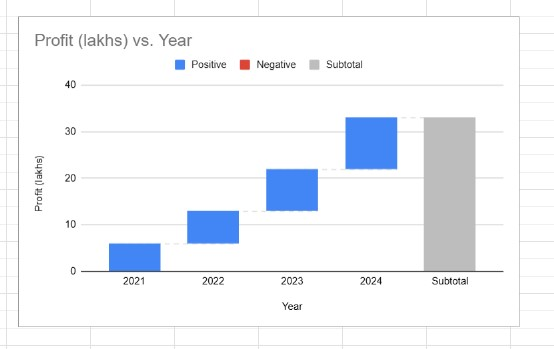 Profit (lakhs) vs. Year
Positive Negative Subtotal
40
30
20
10
0
Profit (lakhs)
2021 2022 2023 2024 Subtotal
Year